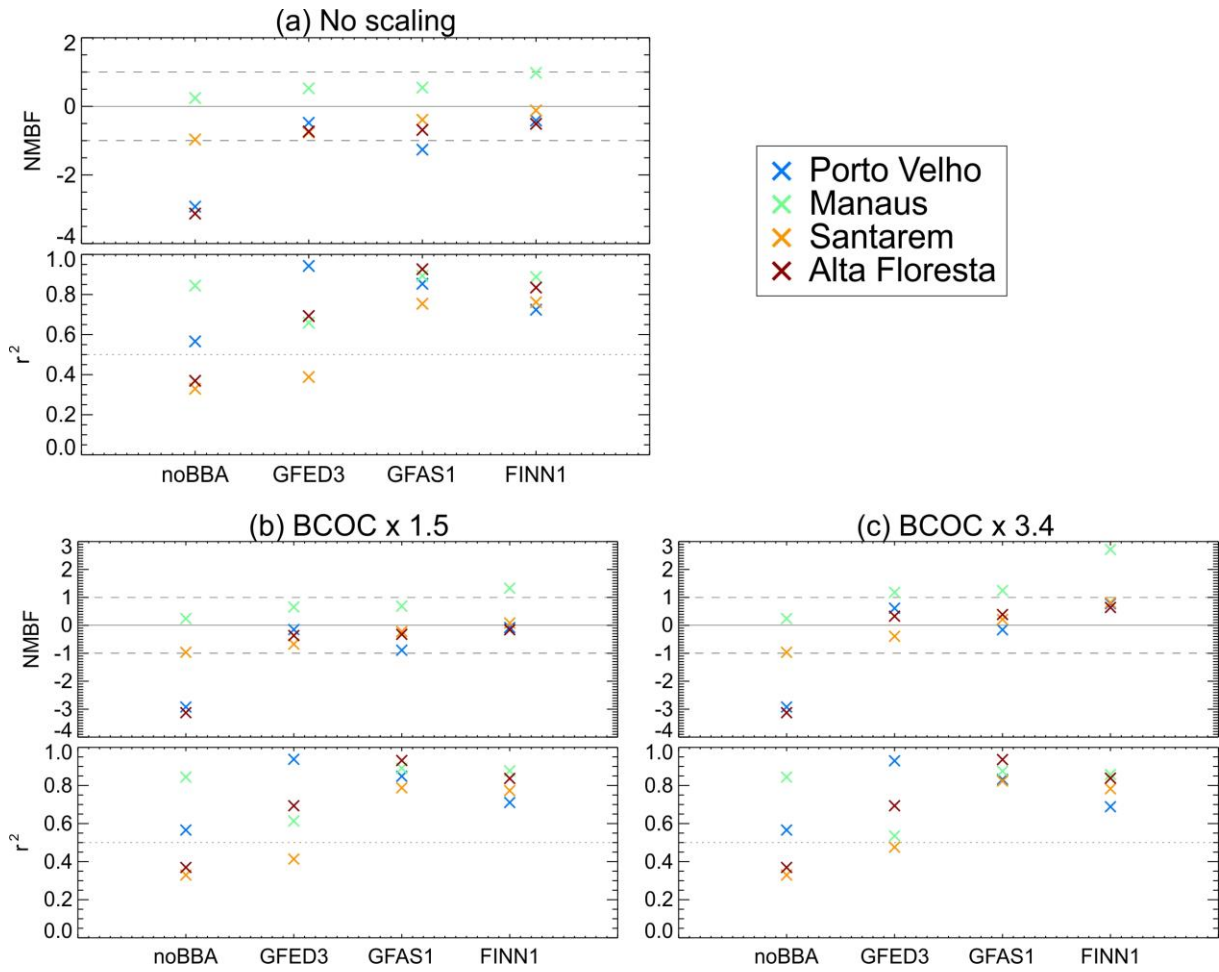 (a) No scaling
2
0
-2
-4
NMBF
1.0
0.8
0.6
0.4
0.2
0.0
r²
noBBA GFED3 GFAS1 FINN1
Porto Velho
Manaus
Santarem
Alta Floresta
(b) BCOC x 1.5
3
2
1
0
-1
-2
-3
-4
NMBF
1.0
0.8
0.6
0.4
0.2
0.0
r²
noBBA GFED3 GFAS1 FINN1
(c) BCOC x 3.4
3
2
1
0
-1
-2
-3
-4
NMBF
1.0
0.8
0.6
0.4
0.2
0.0
r²
noBBA GFED3 GFAS1 FINN1